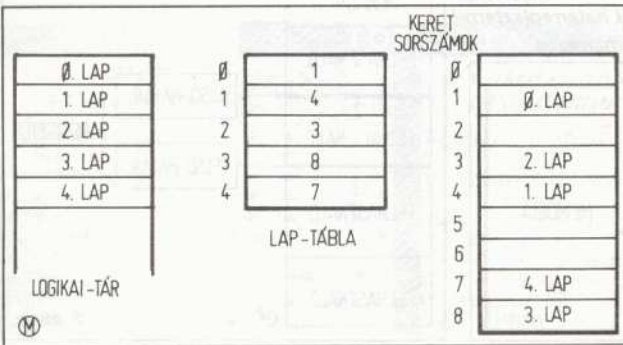 KERET
SORSZÁMOK
Ø. LAP
1. LAP
2. LAP
3. LAP
4. LAP
LOGIKAI-TÁR
M
Ø 1
4
2 3
3 8
4 7
LAP-TÁBLA
Ø
1 Ø. LAP
2
3 2. LAP
4 1. LAP
5
6
7 4. LAP
8 3. LAP